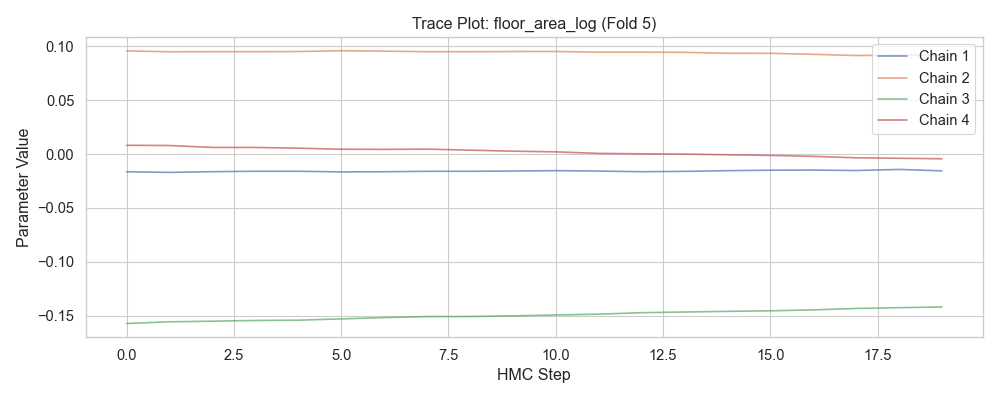 Trace Plot: floor_area_log (Fold 5)
Parameter Value
0.10
0.05
0.00
−0.05
−0.10
−0.15
Chain 1
Chain 2
Chain 3
Chain 4
0.0 2.5 5.0 7.5 10.0 12.5 15.0 17.5
HMC Step